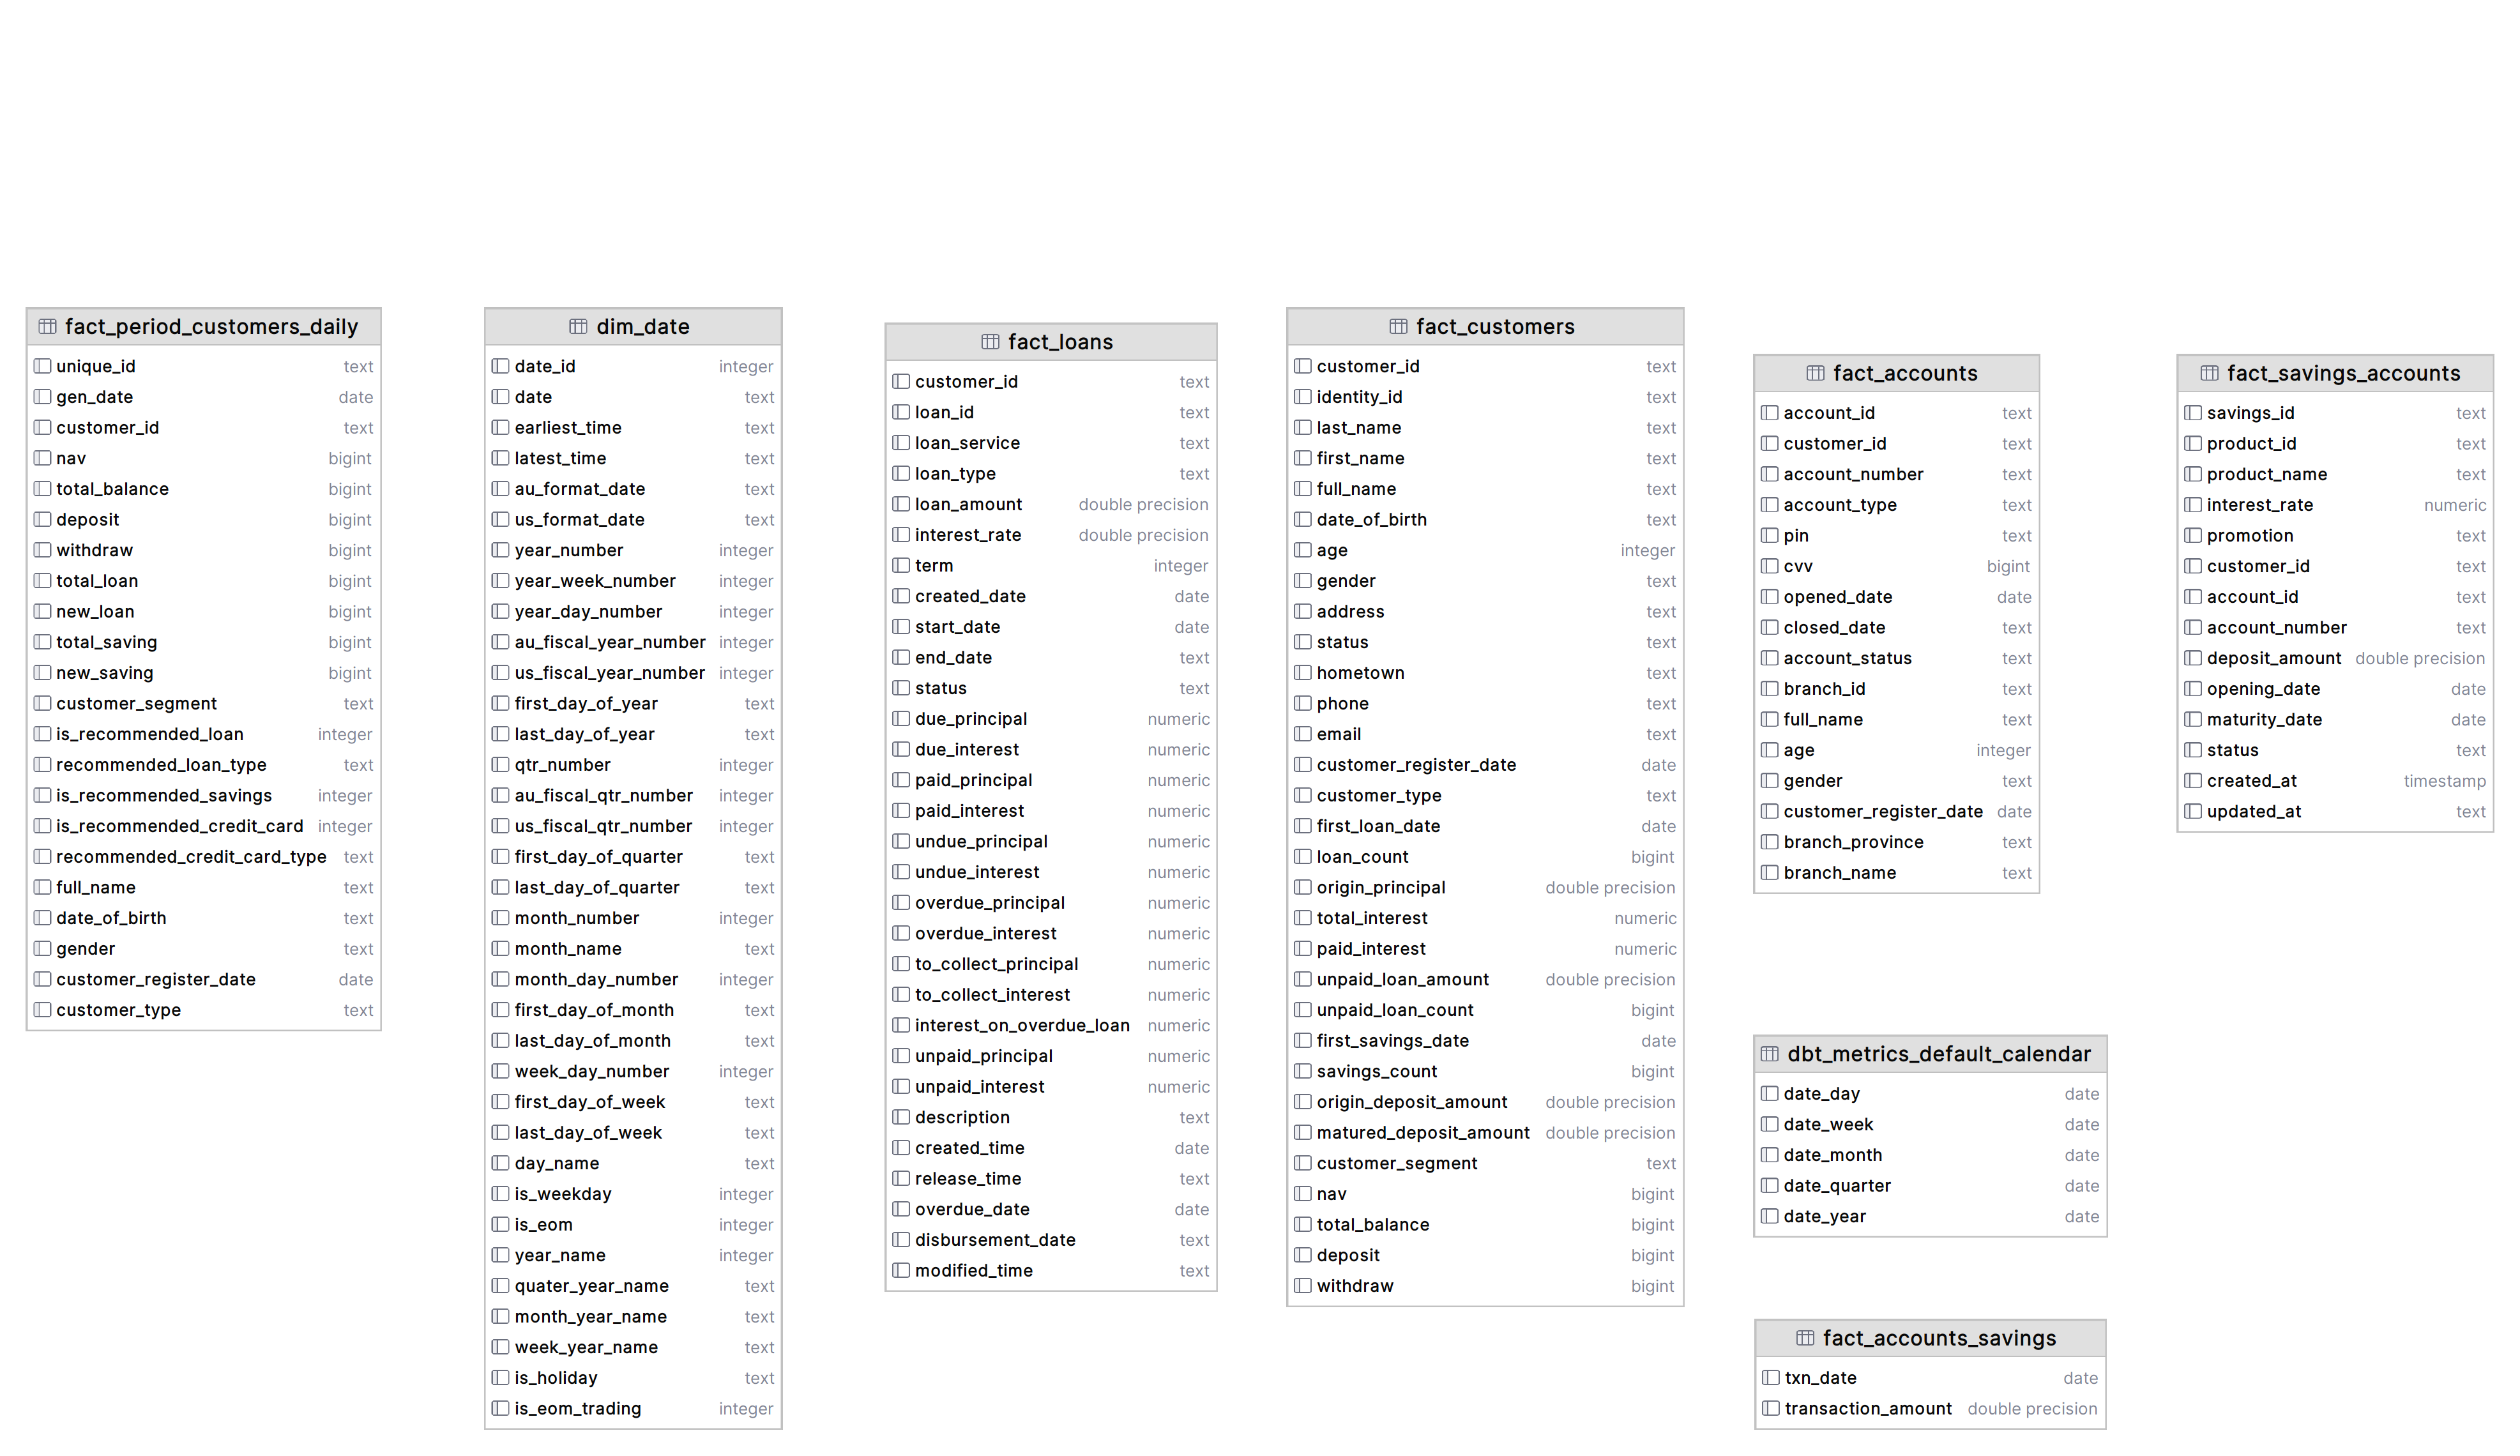 fact_period_customers_daily
unique_id text
gen_date date
customer_id text
nav bigint
total_balance bigint
deposit bigint
withdraw bigint
total_loan bigint
new_loan bigint
total_saving bigint
new_saving bigint
customer_segment text
is_recommended_loan integer
recommended_loan_type text
is_recommended_savings integer
is_recommended_credit_card integer
recommended_credit_card_type text
full_name text
date_of_birth text
gender text
customer_register_date date
customer_type text
dim_date
date_id integer
date text
earliest_time text
latest_time text
au_format_date text
us_format_date text
year_number integer
year_week_number integer
year_day_number integer
au_fiscal_year_number integer
us_fiscal_year_number integer
first_day_of_year text
last_day_of_year text
qtr_number integer
au_fiscal_qtr_number integer
us_fiscal_qtr_number integer
first_day_of_quarter text
last_day_of_quarter text
month_number integer
month_name text
month_day_number integer
first_day_of_month text
last_day_of_month text
week_day_number integer
first_day_of_week text
last_day_of_week text
day_name text
is_weekday integer
is_eom integer
year_name integer
quater_year_name text
month_year_name text
week_year_name text
is_holiday text
is_eom_trading integer
fact_loans
customer_id text
loan_id text
loan_service text
loan_type text
loan_amount double precision
interest_rate double precision
term integer
created_date date
start_date date
end_date text
status text
due_principal numeric
due_interest numeric
paid_principal numeric
paid_interest numeric
undue_principal numeric
undue_interest numeric
overdue_principal numeric
overdue_interest numeric
to_collect_principal numeric
to_collect_interest numeric
interest_on_overdue_loan numeric
unpaid_principal numeric
unpaid_interest numeric
description text
created_time date
release_time text
overdue_date date
disbursement_date text
modified_time text
fact_customers
customer_id text
identity_id text
last_name text
first_name text
full_name text
date_of_birth text
age integer
gender text
address text
status text
hometown text
phone text
email text
customer_register_date date
customer_type text
first_loan_date date
loan_count bigint
origin_principal double precision
total_interest numeric
paid_interest numeric
unpaid_loan_amount double precision
unpaid_loan_count bigint
first_savings_date date
savings_count bigint
origin_deposit_amount double precision
matured_deposit_amount double precision
customer_segment text
nav bigint
total_balance bigint
deposit bigint
withdraw bigint
fact_accounts
account_id text
customer_id text
account_number text
account_type text
pin text
cvv bigint
opened_date date
closed_date text
account_status text
branch_id text
full_name text
age integer
gender text
customer_register_date date
branch_province text
branch_name text
dbt_metrics_default_calendar
date_day date
date_week date
date_month date
date_quarter date
date_year date
fact_accounts_savings
txn_date date
transaction_amount double precision
fact_savings_accounts
savings_id text
product_id text
product_name text
interest_rate numeric
promotion text
customer_id text
account_id text
account_number text
deposit_amount double precision
opening_date date
maturity_date date
status text
created_at timestamp
updated_at text